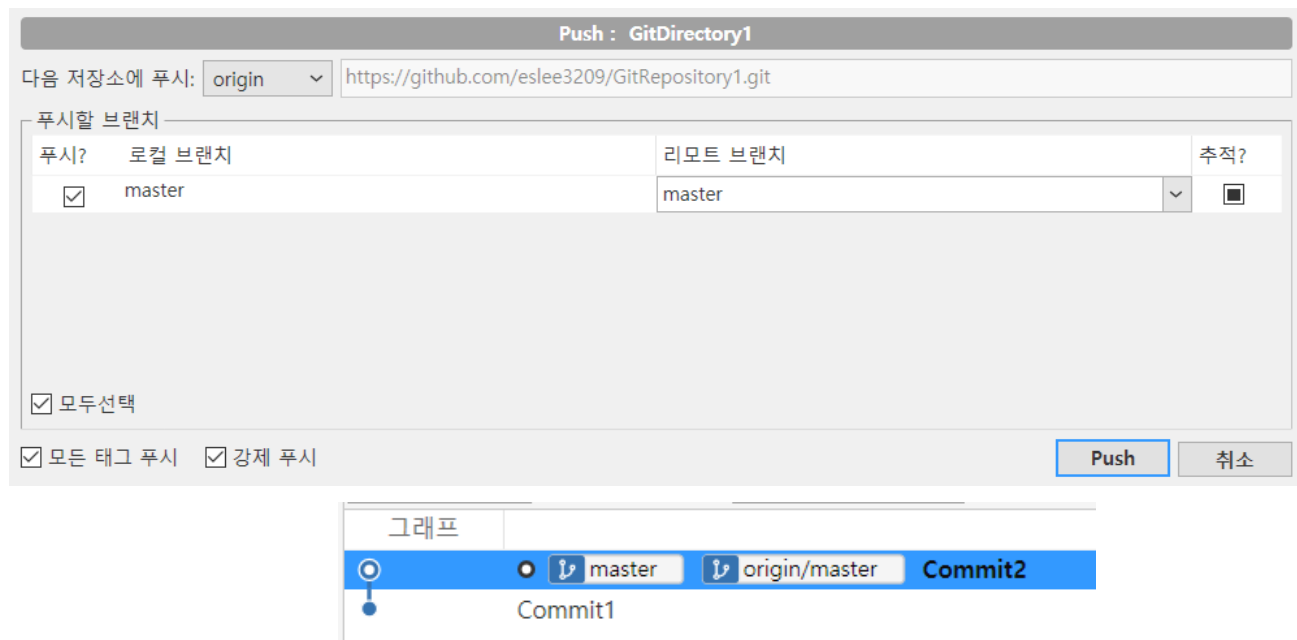 Push : GitDirectory1
다음 저장소에 푸시: origin https://github.com/eslee3209/GitRepository1.git
푸시할 브랜치
푸시? 로컬 브랜치 리모트 브랜치 추적?
master master
모두선택
모든 태그 푸시 강제 푸시 Push 취소
그래프
master origin/master Commit2
Commit1